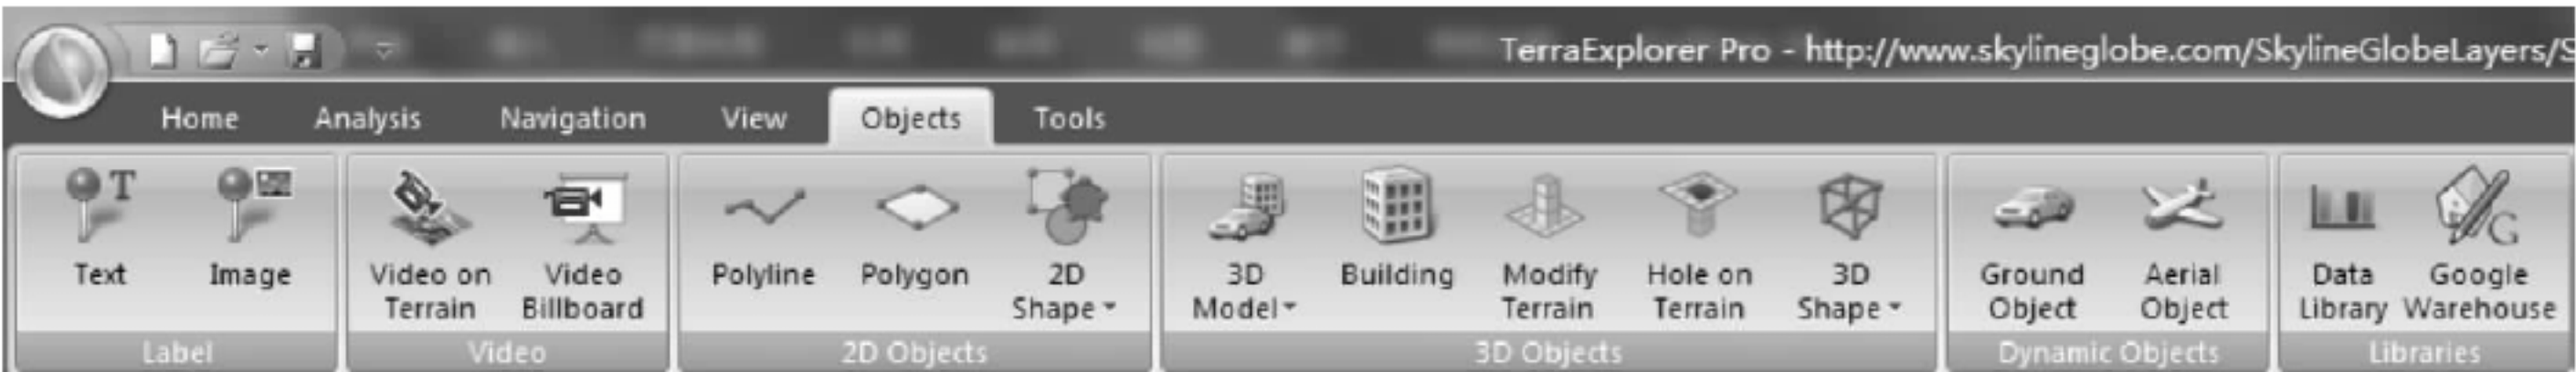 TerraExplorer Pro - http://www.skylineglobe.com/SkylineGlobeLayers/S
Home Analysis Navigation View Objects Tools
Text Image Video on Terrain Video Billboard Polyline Polygon 2D Shape 3D Model Building Modify Terrain Hole on Terrain 3D Shape Ground Object Aerial Object Data Library Google Warehouse
Label Video 2D Objects 3D Objects Dynamic Objects Libraries